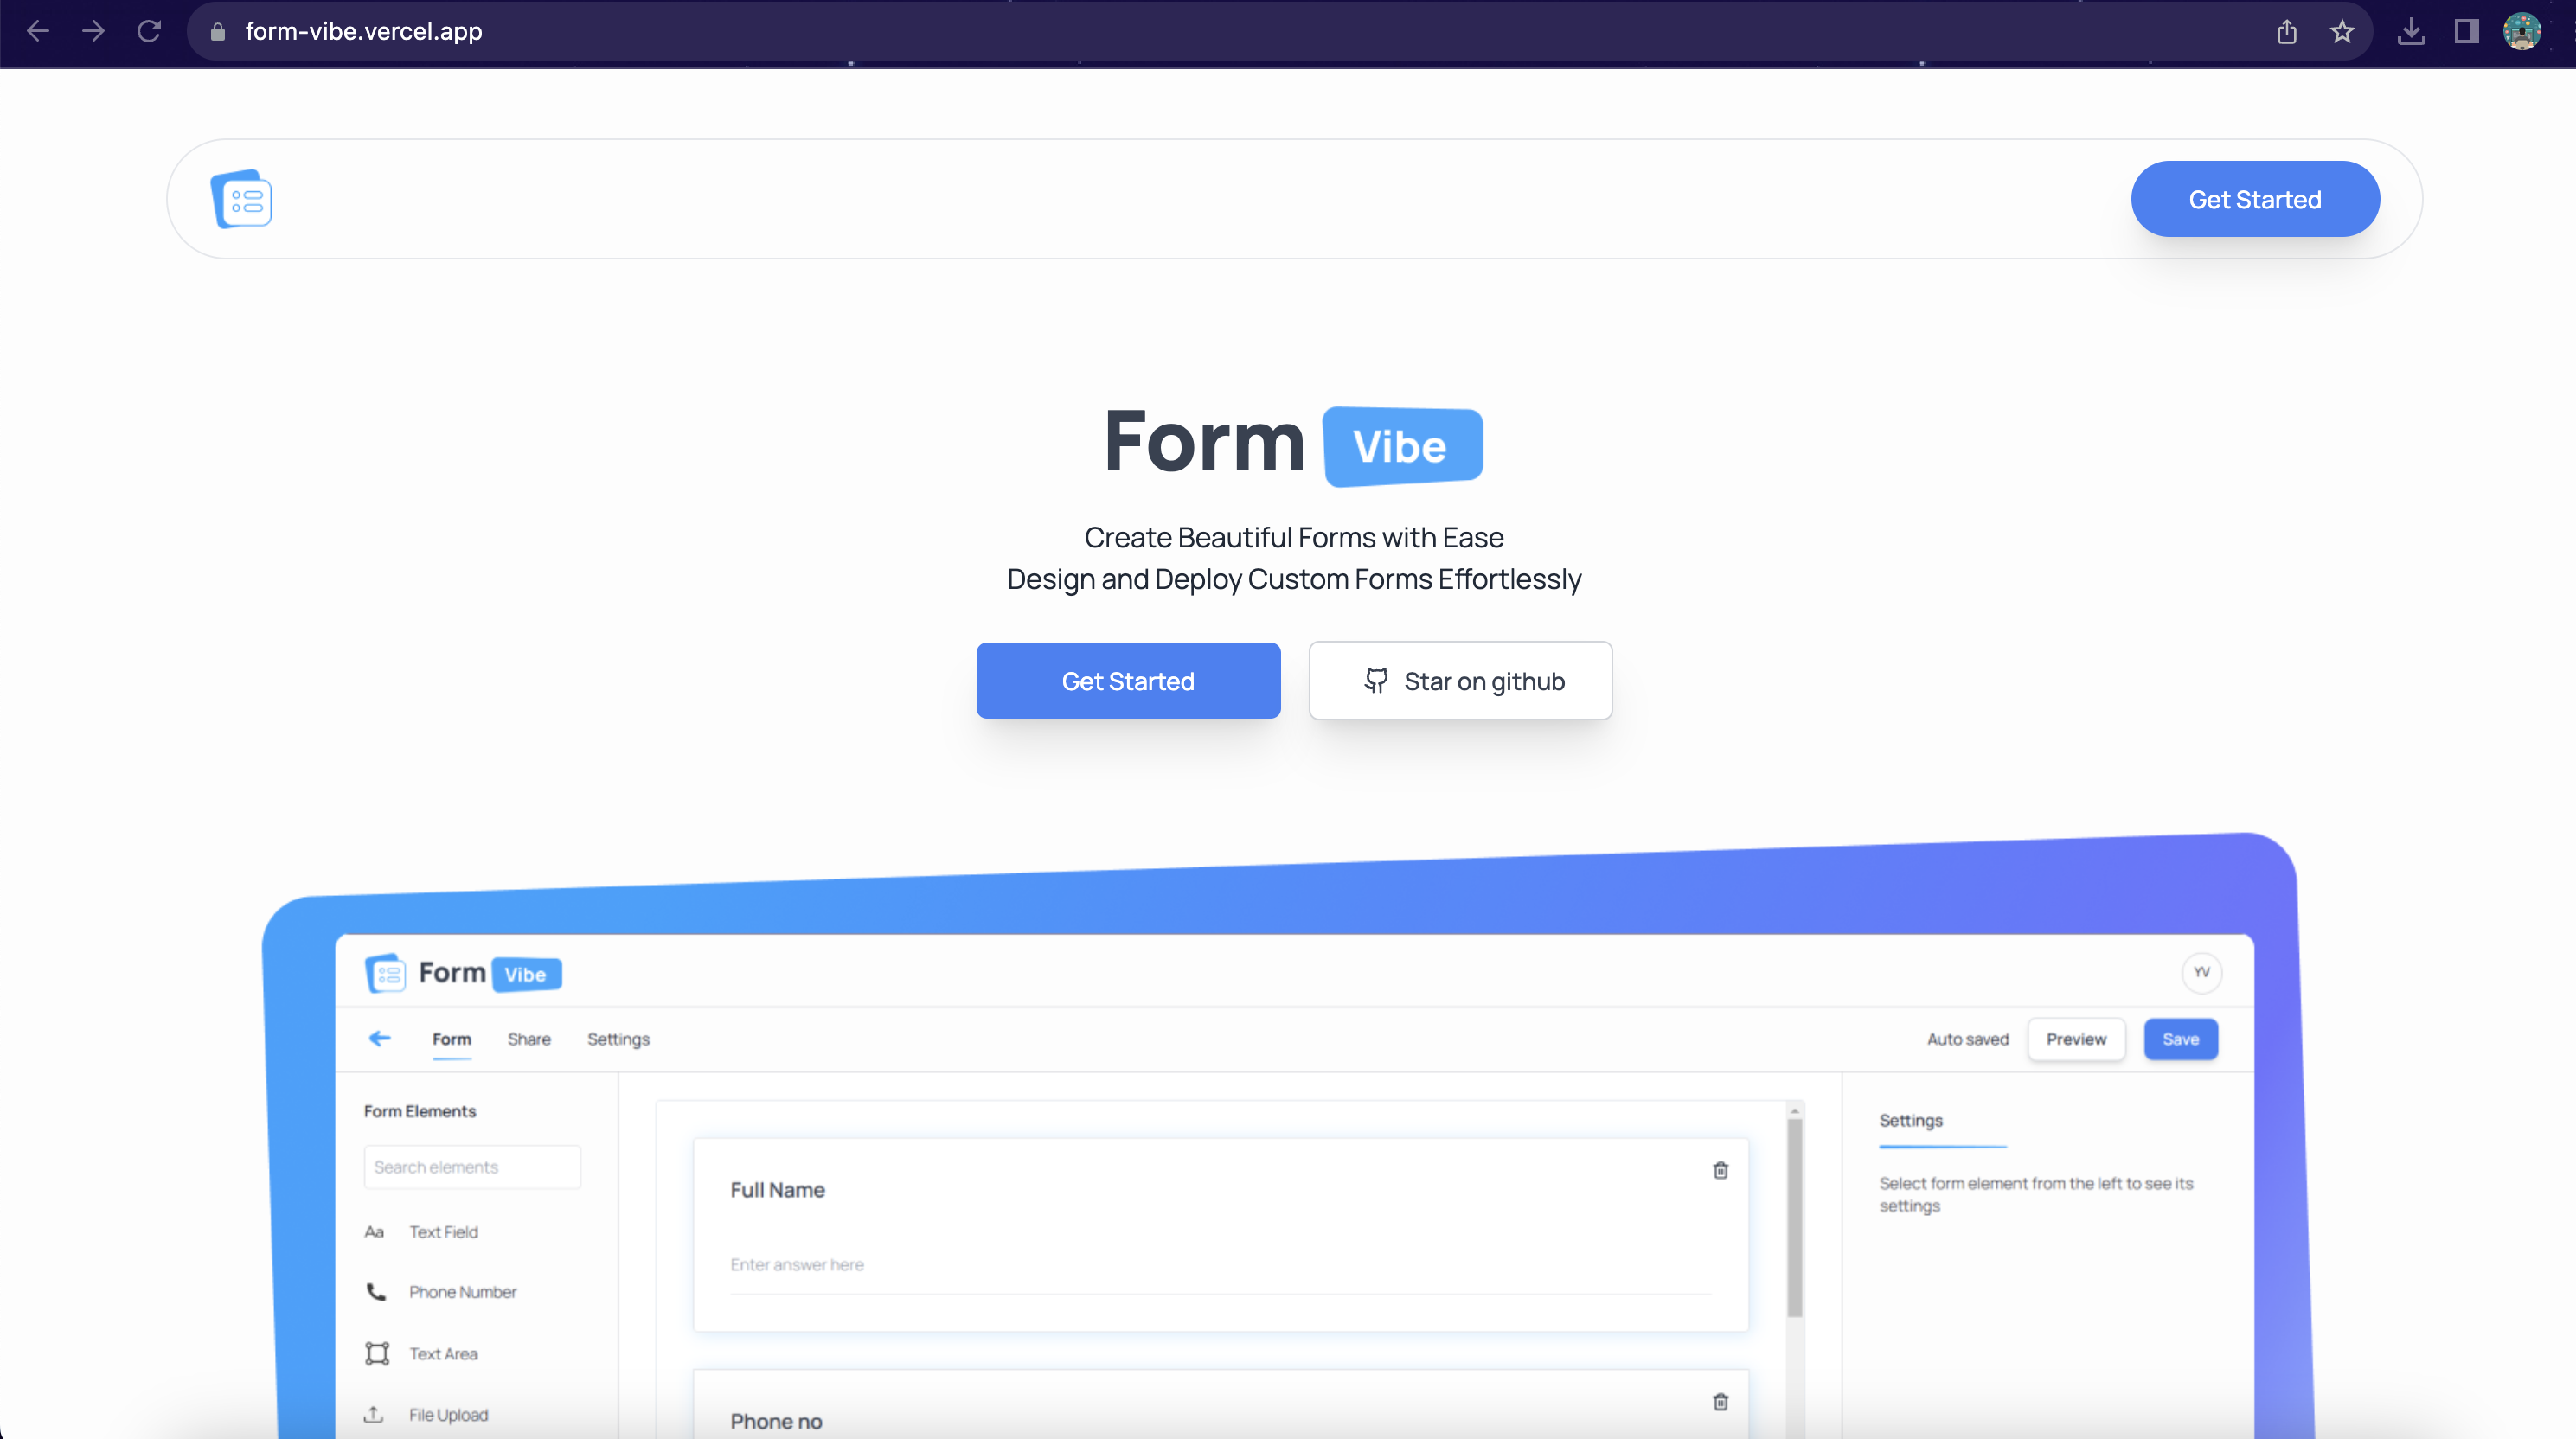 form-vibe.vercel.app
Get Started
Form Vibe
Create Beautiful Forms with Ease
Design and Deploy Custom Forms Effortlessly
Get Started
Star on github
Form Vibe
YV
Form
Share
Settings
Auto saved
Preview
Save
Form Elements
Search elements
Aa
Text Field
Phone Number
Text Area
File Upload
Full Name
Enter answer here
Phone no
Settings
Select form element from the left to see its
settings